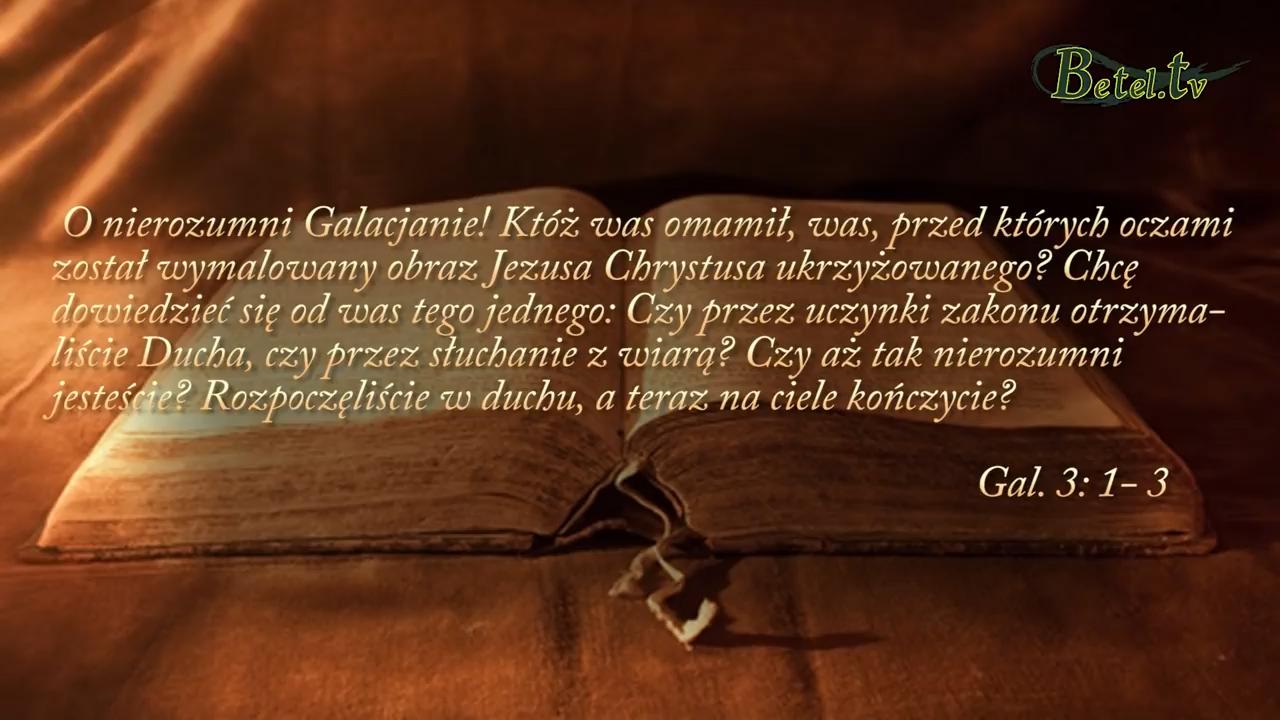 Betel.tv
O nierozumni Galacjanie! Któż was omamił, was, przed których oczami
został wymalowany obraz Jezusa Chrystusa ukrzyżowanego? Chcę
dowiedzieć się od was tego jednego: Czy przez uczynki zakonu otrzyma-
liście Ducha, czy przez słuchanie z wiarą? Czy aż tak nierozumni
jesteście? Rozpoczęliście w duchu, a teraz na ciele kończycie?
Gal. 3: 1- 3